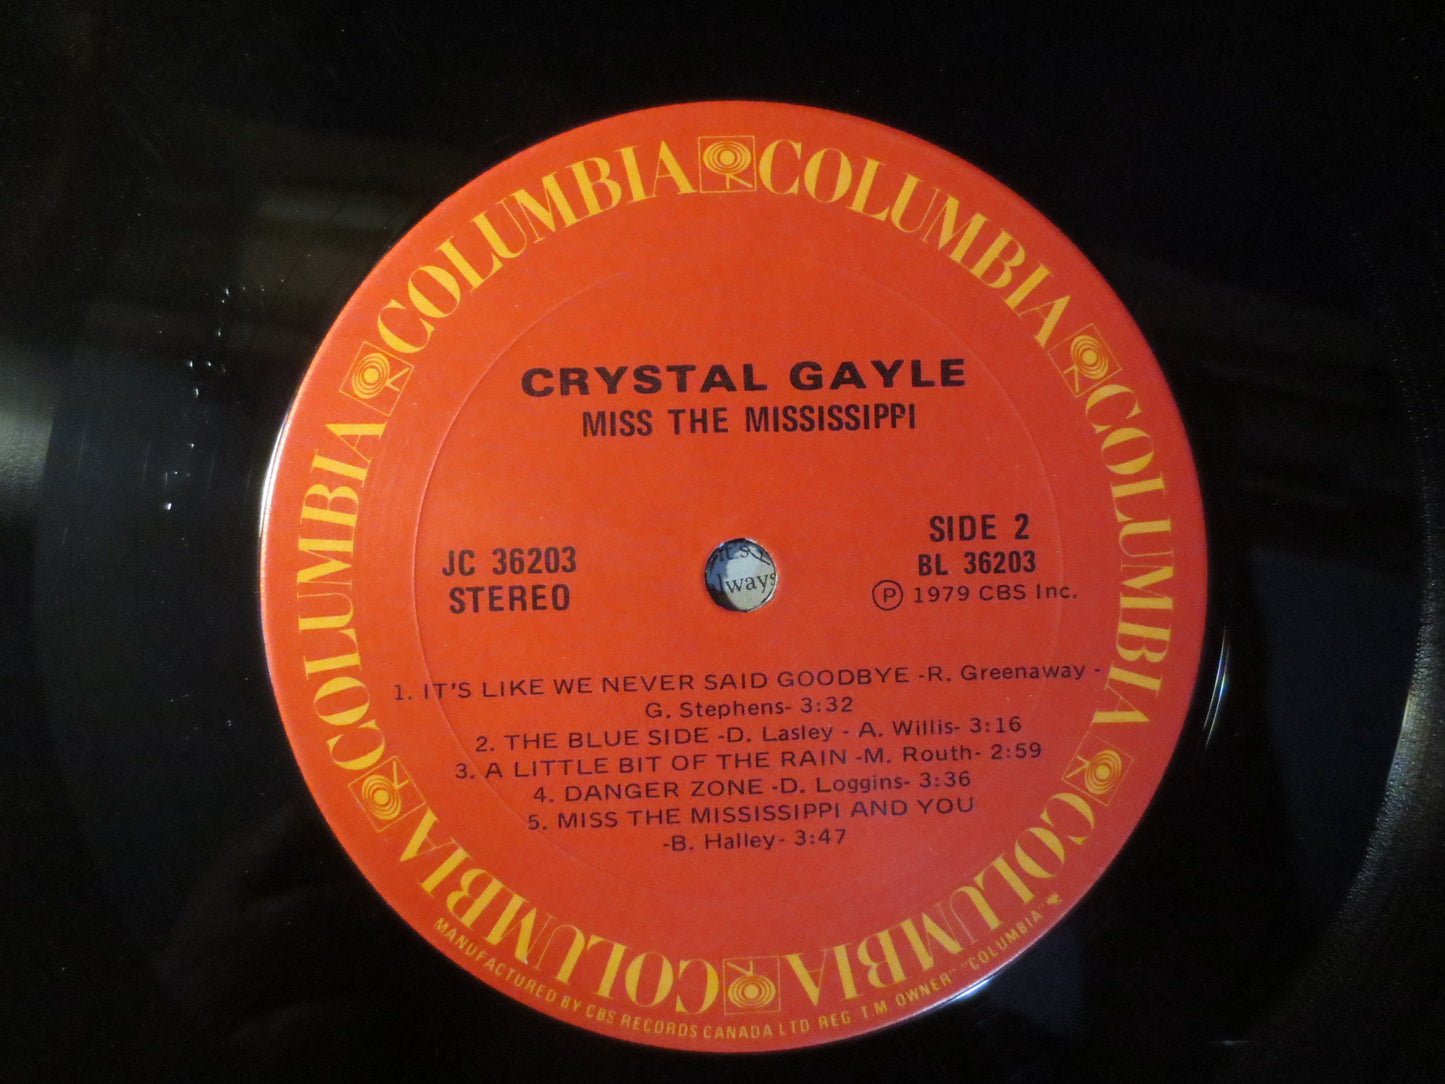 COLUMBIA COLUMBIA COLUMBIA COLUMBIA COLUMBIA COLUMBIA COLUMBIA COLUMBIA
CRYSTAL GAYLE
MISS THE MISSISSIPPI
JC 36203
STEREO
SIDE 2
BL 36203
Ⓟ 1979 CBS Inc.
t's
lways
1. IT'S LIKE WE NEVER SAID GOODBYE -R. Greenaway -
G. Stephens- 3:32
2. THE BLUE SIDE -D. Lasley - A. Willis- 3:16
3. A LITTLE BIT OF THE RAIN -M. Routh- 2:59
4. DANGER ZONE -D. Loggins- 3:36
5. MISS THE MISSISSIPPI AND YOU
-B. Halley- 3:47
MANUFACTURED BY CBS RECORDS CANADA LTD REG T.M OWNER" "COLUMBIA"